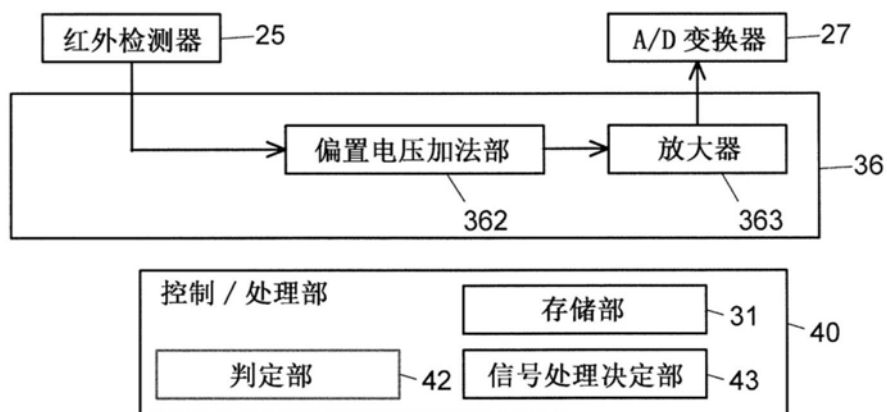 红外检测器 25
A/D 变换器 27
偏置电压加法部
362
放大器
363
36
控制 / 处理部
存储部 31
40
判定部 42
信号处理决定部 43